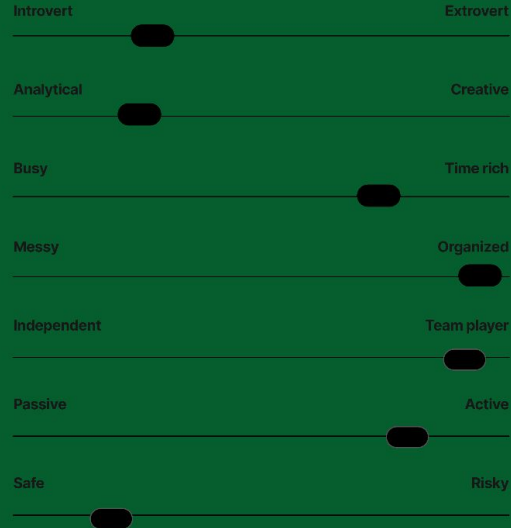 Introvert Extrovert
Analytical Creative
Busy Time rich
Messy Organized
Independent Team player
Passive Active
Safe Risky